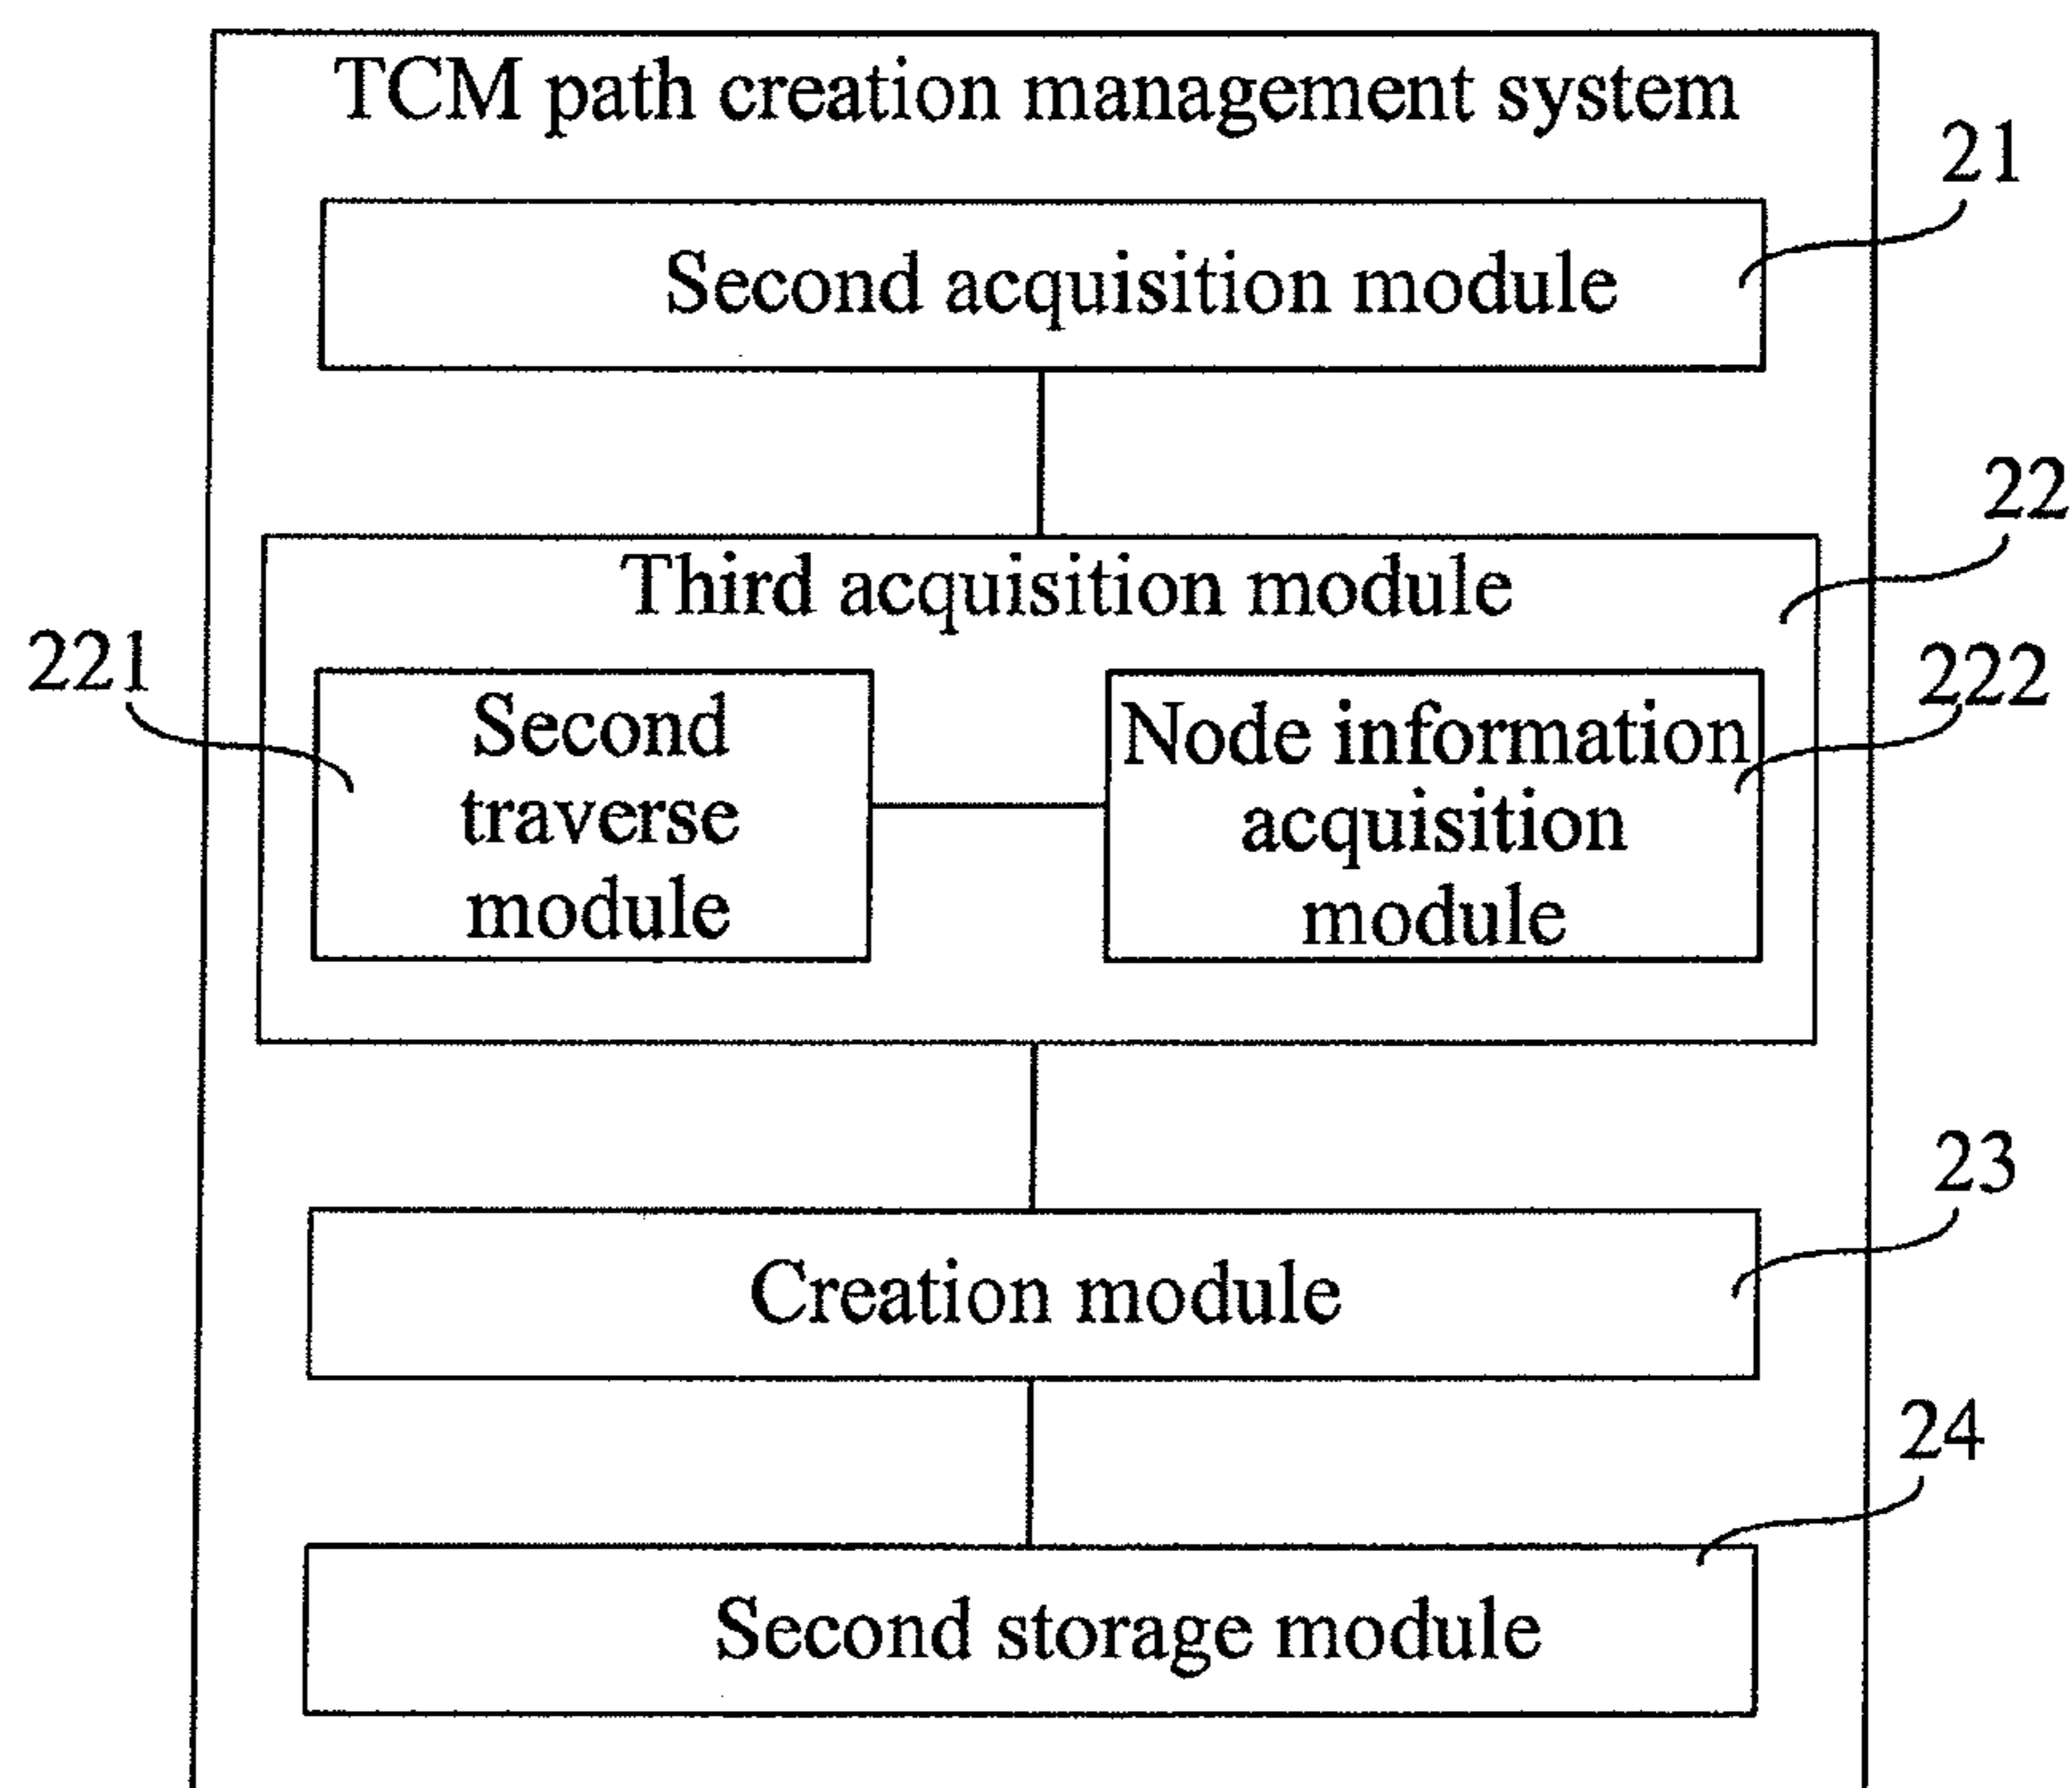 TCM path creation management system
21
Second acquisition module
22
Third acquisition module
221
222
Second
traverse
module
Node information
acquisition
module
23
Creation module
24
Second storage module